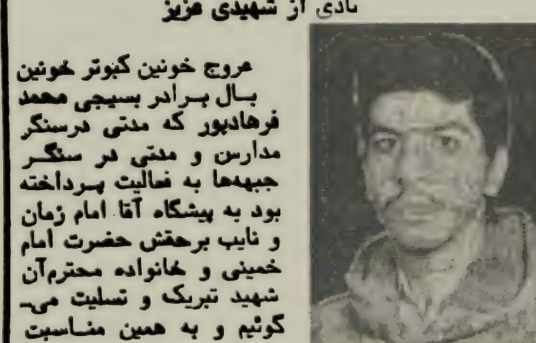 یادی از شهیدی عزیز
عروج خونین کبوتر خونین
بال برادر بسیجی محمد
فرهادپور که مدتی درسنگر
مدارس و مدتی در سنگر
جبهه‌ها به فعالیت پرداخته
بود به پیشگاه آقا امام زمان
و نایب برحقش حضرت امام
خمینی و خانواده محترم آن
شهید تبریک و تسلیت می-
گوئیم و به همین مناسبت